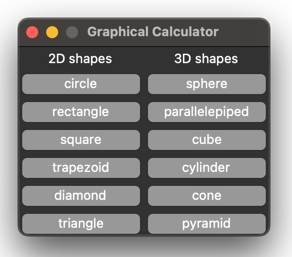 Graphical Calculator
2D shapes 3D shapes
circle sphere
rectangle parallelepiped
square cube
trapezoid cylinder
diamond cone
triangle pyramid